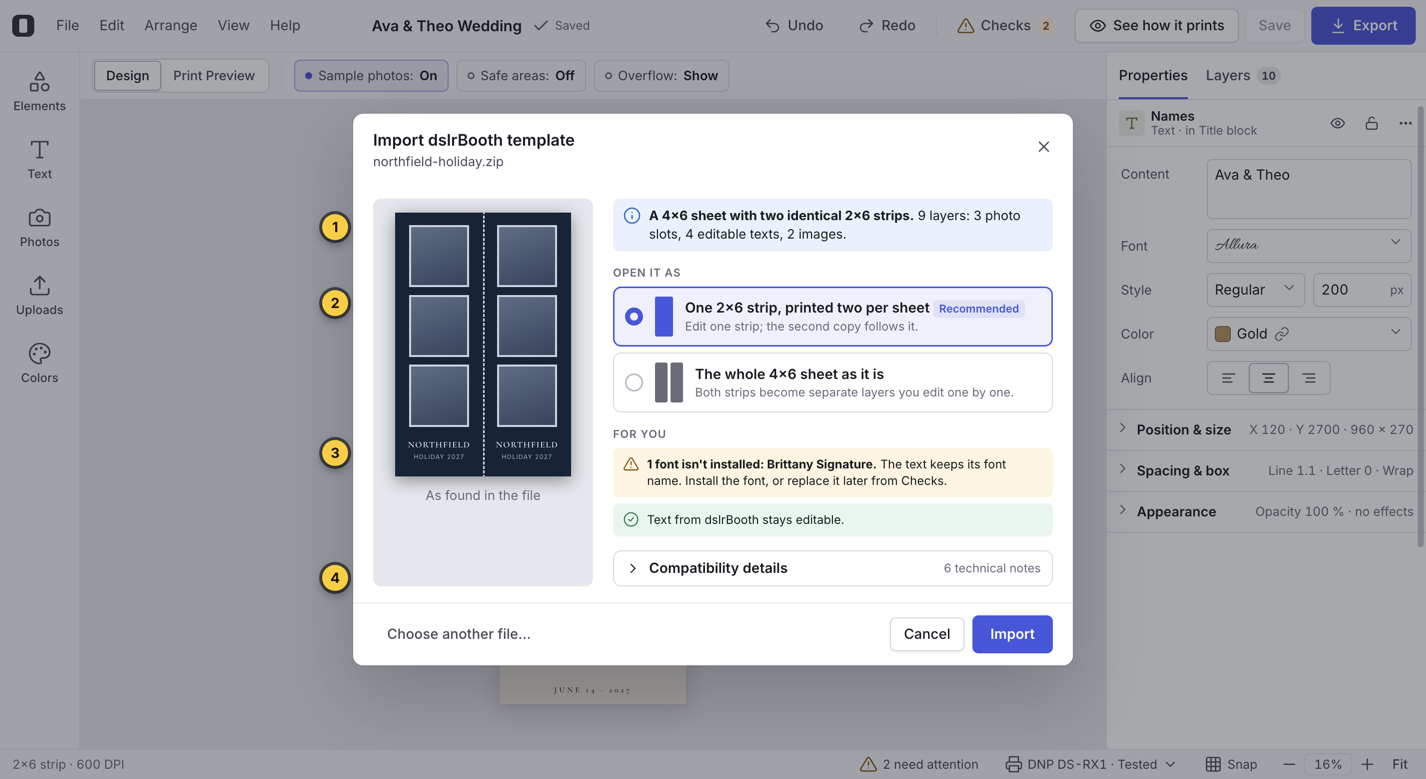 File Edit Arrange View Help Ava & Theo Wedding Saved Undo Redo Checks 2 See how it prints Save Export
Design Print Preview Sample photos: On Safe areas: Off Overflow: Show Properties Layers 10
Elements
Text
Photos
Uploads
Colors
Import dslrBooth template
northfield-holiday.zip
1
2
3
4
NORTHFIELD NORTHFIELD
HOLIDAY 2027 HOLIDAY 2027
As found in the file
A 4×6 sheet with two identical 2×6 strips. 9 layers: 3 photo
slots, 4 editable texts, 2 images.
OPEN IT AS
One 2×6 strip, printed two per sheet Recommended
Edit one strip; the second copy follows it.
The whole 4×6 sheet as it is
Both strips become separate layers you edit one by one.
FOR YOU
1 font isn't installed: Brittany Signature. The text keeps its font
name. Install the font, or replace it later from Checks.
Text from dslrBooth stays editable.
Compatibility details 6 technical notes
Choose another file... Cancel Import
JUNE 14 · 2027
T Names
Text · in Title block
Content Ava & Theo
Font Allura
Style Regular 200 px
Color Gold
Align
Position & size X 120 · Y 2700 · 960 × 270
Spacing & box Line 1.1 · Letter 0 · Wrap
Appearance Opacity 100 % · no effects
2×6 strip · 600 DPI 2 need attention DNP DS-RX1 · Tested Snap 16% Fit